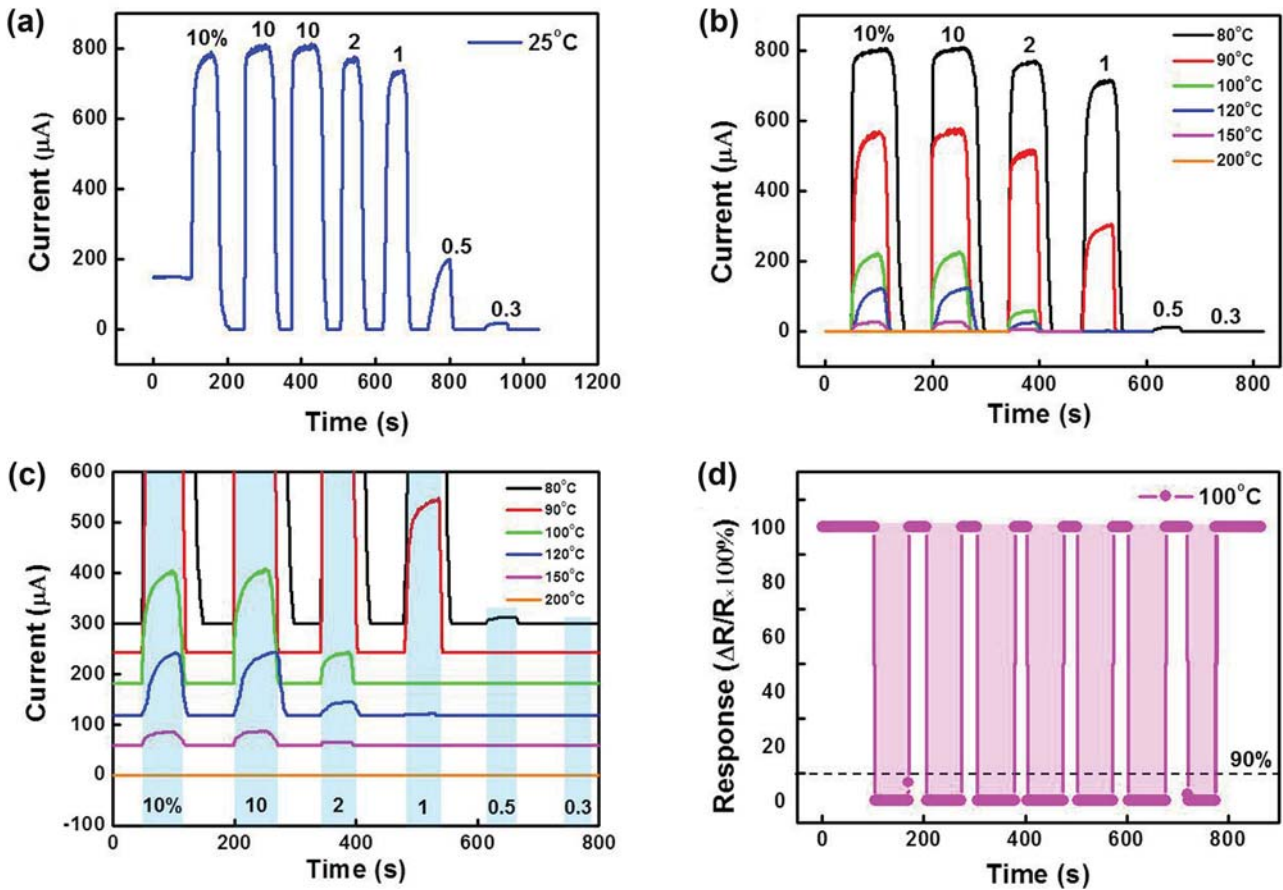 (a)
25°C
10% 10 10 2 1 0.5 0.3
800
600
400
200
0
Current (μA)
0 200 400 600 800 1000 1200
Time (s)
(b)
10% 10 2 1 0.5 0.3
80°C
90°C
100°C
120°C
150°C
200°C
800
600
400
200
0
Current (μA)
0 200 400 600 800
Time (s)
(c)
80°C
90°C
100°C
120°C
150°C
200°C
600
500
400
300
200
100
0
-100
Current (μA)
10% 10 2 1 0.5 0.3
0 200 400 600 800
Time (s)
(d)
100°C
100
80
60
40
20
0
Response (ΔR/R×100%)
90%
0 200 400 600 800
Time (s)